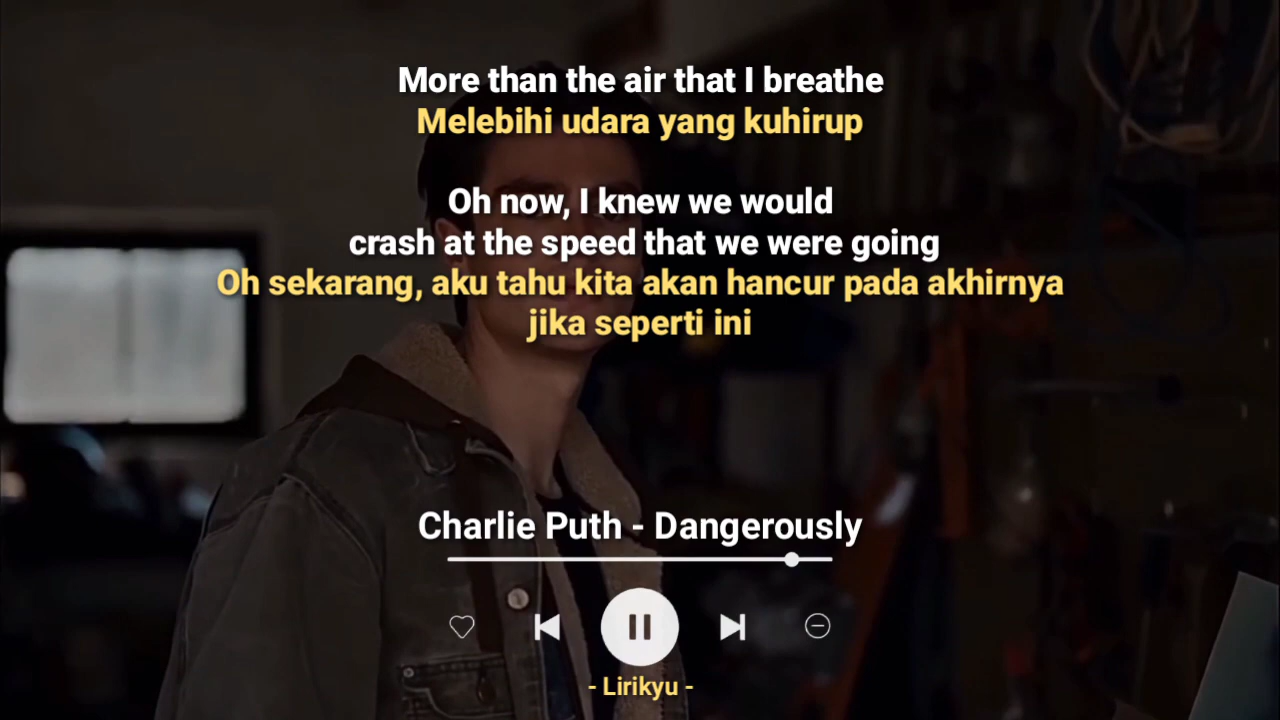 More than the air that I breathe
Melebihi udara yang kuhirup
Oh now, I knew we would
crash at the speed that we were going
Oh sekarang, aku tahu kita akan hancur pada akhirnya
jika seperti ini
Charlie Puth - Dangerously
- Lirikyu -